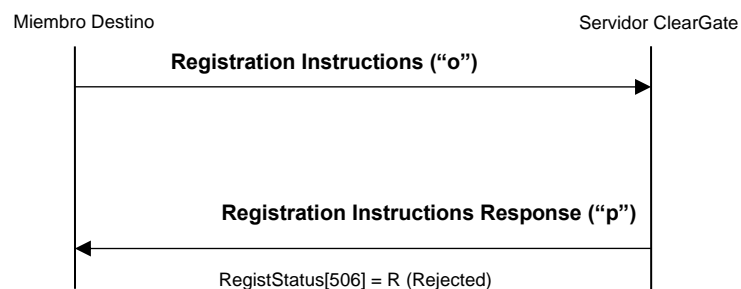 Miembro Destino
Servidor ClearGate
Registration Instructions (“o”)
Registration Instructions Response (“p”)
RegistStatus[506] = R (Rejected)